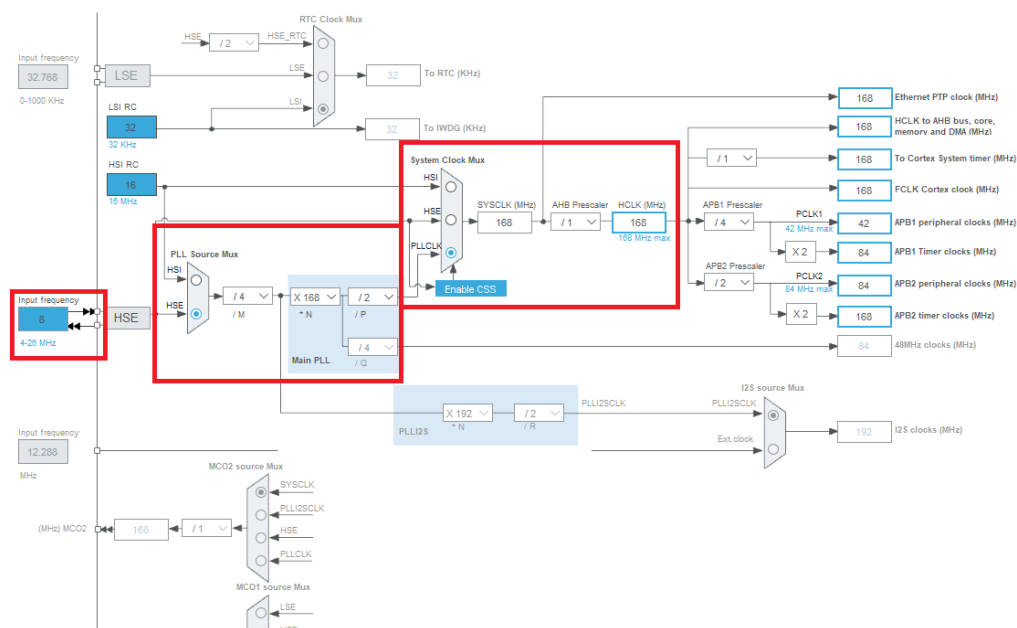 RTC Clock Mux
HSE
/ 2
HSE_RTC
Input frequency
32.768
0-1000 KHz
LSE
LSE
32
To RTC (KHz)
LSI RC
32
32 KHz
LSI
32
To IWDG (KHz)
HSI RC
16
16 MHz
System Clock Mux
HSI
HSE
PLLCLK
Enable CSS
SYSCLK (MHz)
168
AHB Prescaler
/ 1
HCLK (MHz)
168
168 MHz max
168
Ethernet PTP clock (MHz)
168
HCLK to AHB bus, core,
memory and DMA (MHz)
/ 1
168
To Cortex System timer (MHz)
168
FCLK Cortex clock (MHz)
APB1 Prescaler
/ 4
PCLK1
42 MHz max
42
APB1 peripheral clocks (MHz)
X 2
84
APB1 Timer clocks (MHz)
APB2 Prescaler
/ 2
PCLK2
84 MHz max
84
APB2 peripheral clocks (MHz)
X 2
168
APB2 timer clocks (MHz)
84
48MHz clocks (MHz)
PLL Source Mux
HSI
HSE
Input frequency
8
4-26 MHz
HSE
/ 4
/ M
X 168
* N
/ 2
/ P
/ 4
/ Q
Main PLL
PLLI2S
X 192
* N
/ 2
/ R
PLLI2SCLK
I2S source Mux
PLLI2SCLK
Ext.clock
192
I2S clocks (MHz)
Input frequency
12.288
MHz
MCO2 source Mux
SYSCLK
PLLI2SCLK
HSE
PLLCLK
(MHz) MCO2
168
/ 1
MCO1 source Mux
LSE
HSE